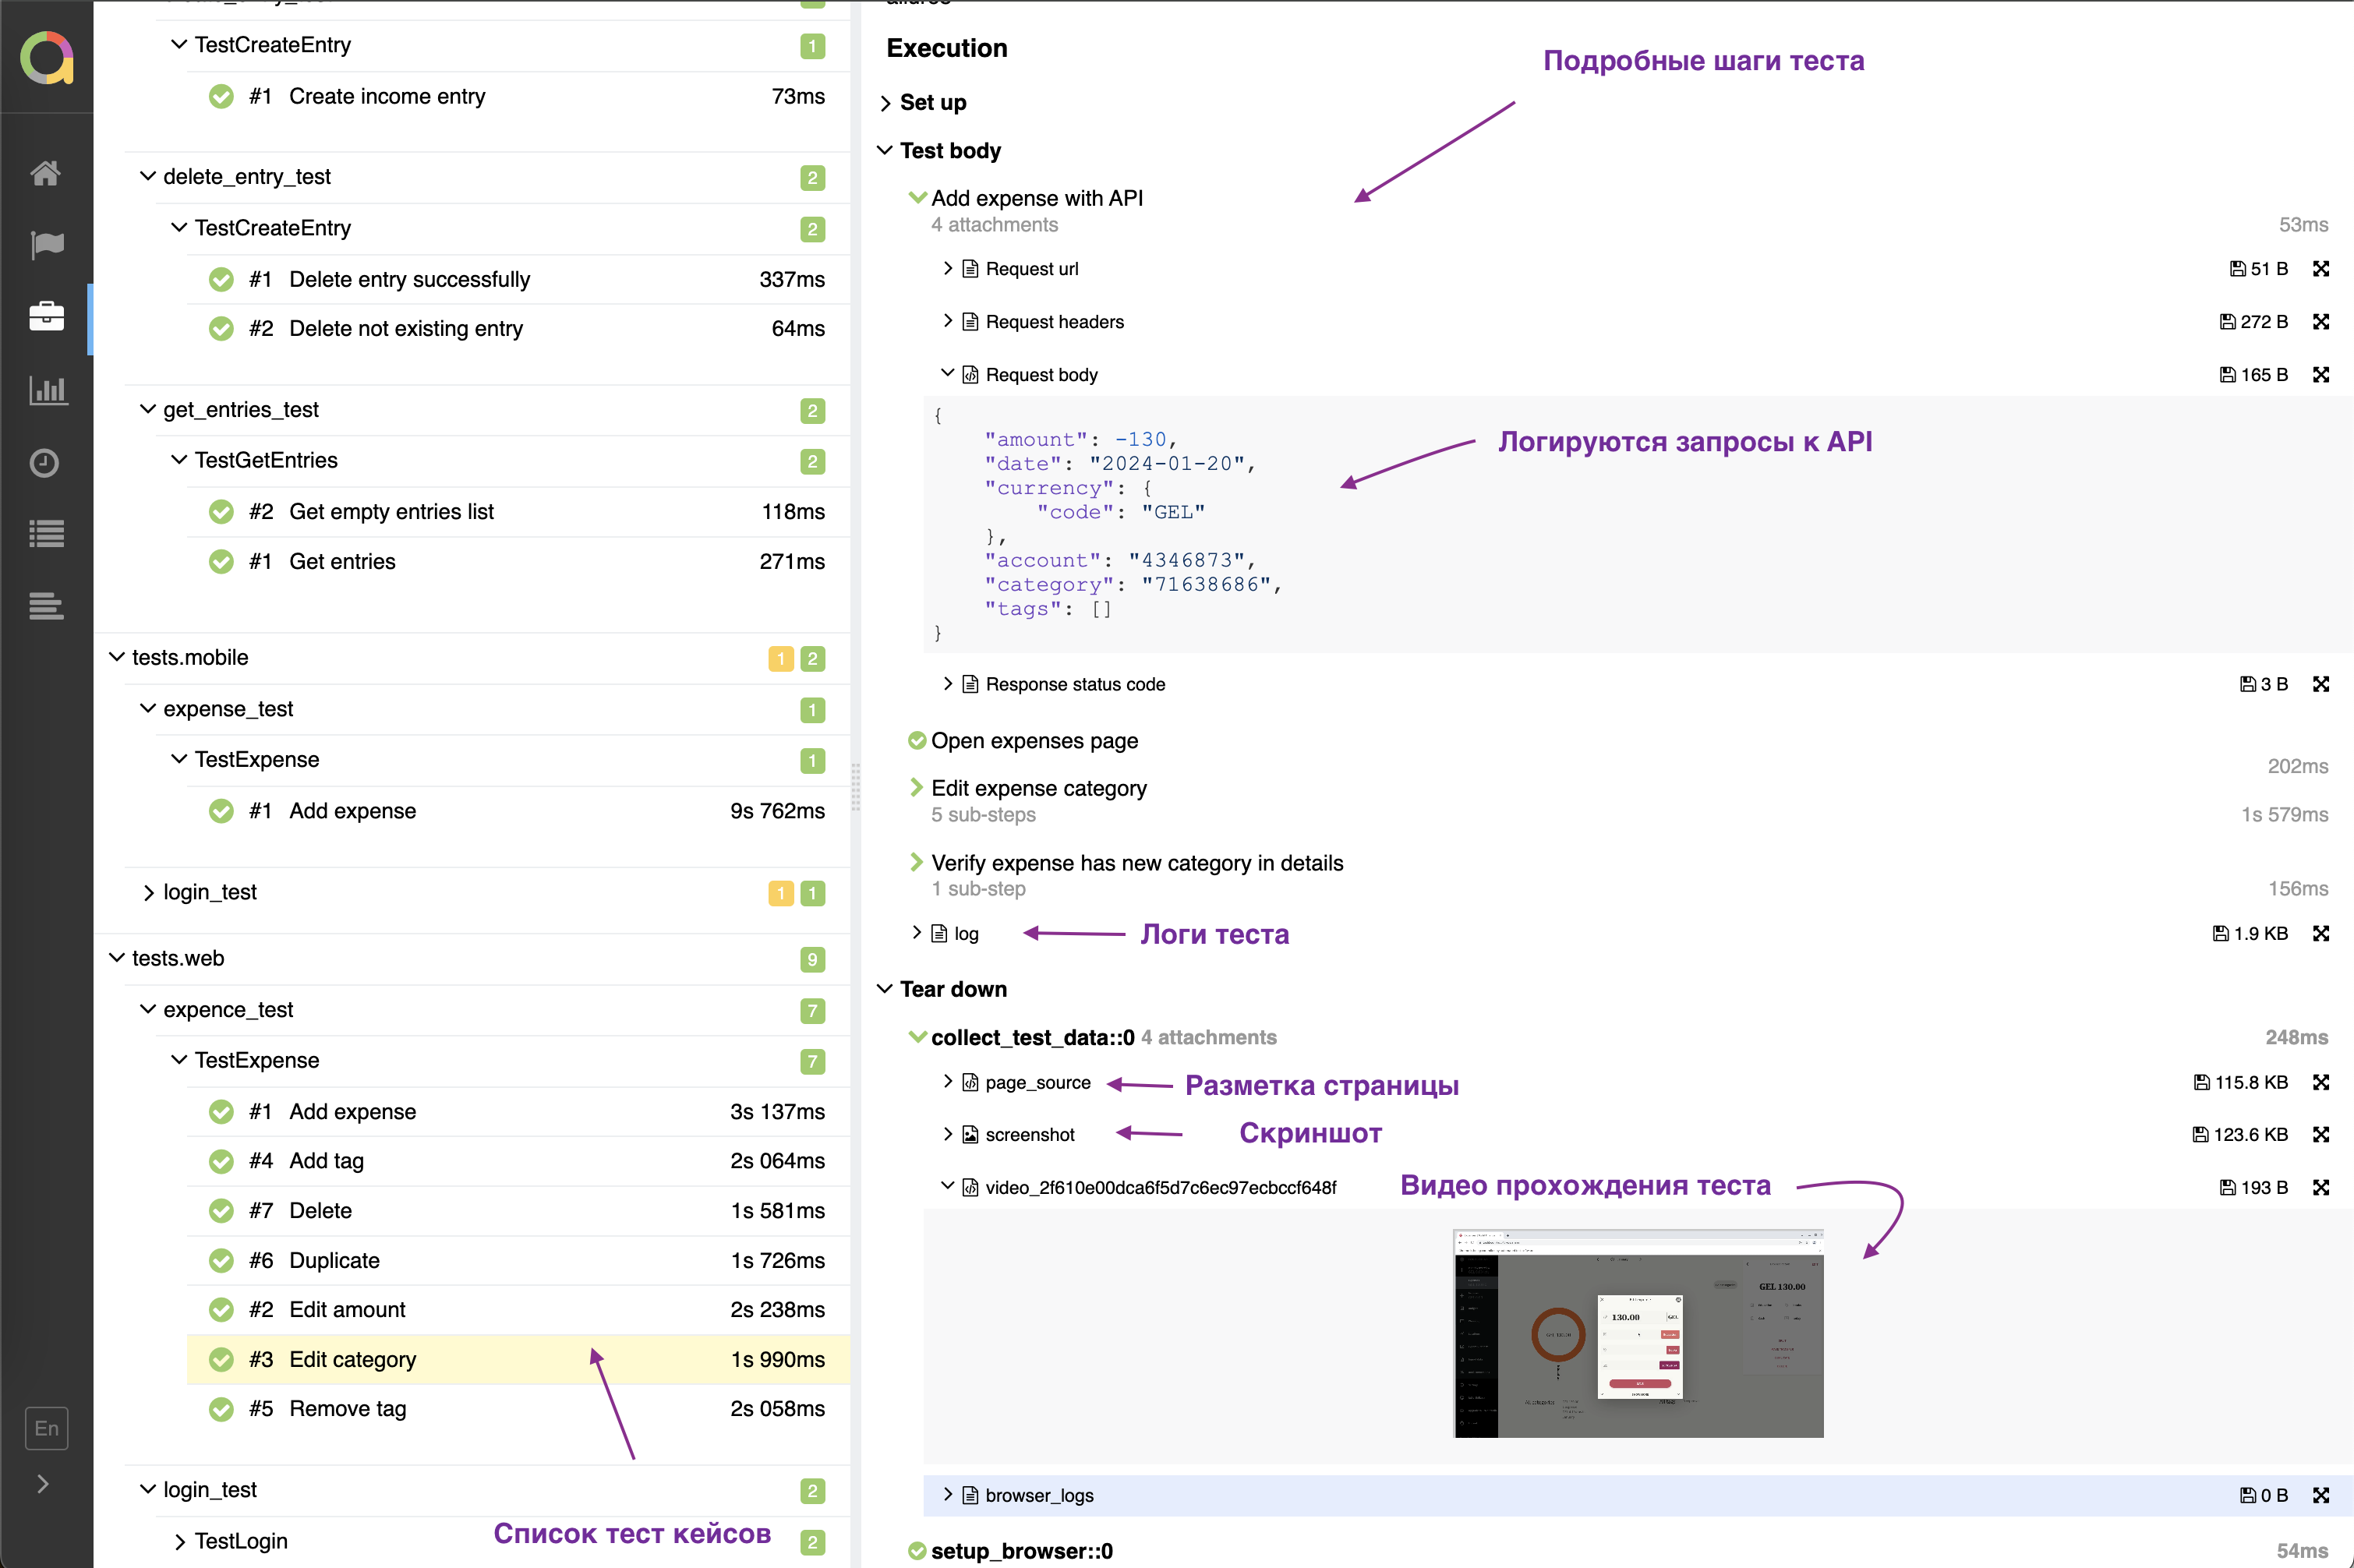 TestCreateEntry 1
#1 Create income entry 73ms
delete_entry_test 2
TestCreateEntry 2
#1 Delete entry successfully 337ms
#2 Delete not existing entry 64ms
get_entries_test 2
TestGetEntries 2
#2 Get empty entries list 118ms
#1 Get entries 271ms
tests.mobile 1 2
expense_test 1
TestExpense 1
#1 Add expense 9s 762ms
login_test 1 1
tests.web 9
expence_test 7
TestExpense 7
#1 Add expense 3s 137ms
#4 Add tag 2s 064ms
#7 Delete 1s 581ms
#6 Duplicate 1s 726ms
#2 Edit amount 2s 238ms
#3 Edit category 1s 990ms
#5 Remove tag 2s 058ms
login_test 2
Список тест кейсов
TestLogin 2
En
Execution
Подробные шаги теста
Set up
Test body
Add expense with API
4 attachments 53ms
Request url 51 B
Request headers 272 B
Request body 165 B
{
"amount": -130,
"date": "2024-01-20",
"currency": {
"code": "GEL"
},
"account": "4346873",
"category": "71638686",
"tags": []
}
Логируются запросы к API
Response status code 3 B
Open expenses page
202ms
Edit expense category
5 sub-steps 1s 579ms
Verify expense has new category in details
1 sub-step 156ms
log 1.9 KB
Логи теста
Tear down
collect_test_data::0 4 attachments 248ms
page_source 115.8 KB
Разметка страницы
screenshot 123.6 KB
Скриншот
video_2f610e00dca6f5d7c6ec97ecbccf648f 193 B
Видео прохождения теста
GEL 130.00
130.00 GEL
browser_logs 0 B
setup_browser::0
54ms